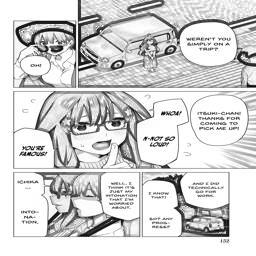 WEREN'T YOU
SIMPLY ON
A TRIP?
OH!
ITSUKI-CHAN!
THANKS FOR
COMING TO
PICK ME UP!
WHOA!
N-NOT SO
LOUD!
YOU'RE
FAMOUS!
AND I DID
TECHNICALLY
GO FOR
WORK.
I KNOW
THAT!
GOT ANY
PROG-
RESS?
WELL, I
THINK IT'S
JUST MY
INTONATION
THAT I'M
WORRIED
ABOUT.
ICHIKA...
INTO-
NATION.
152